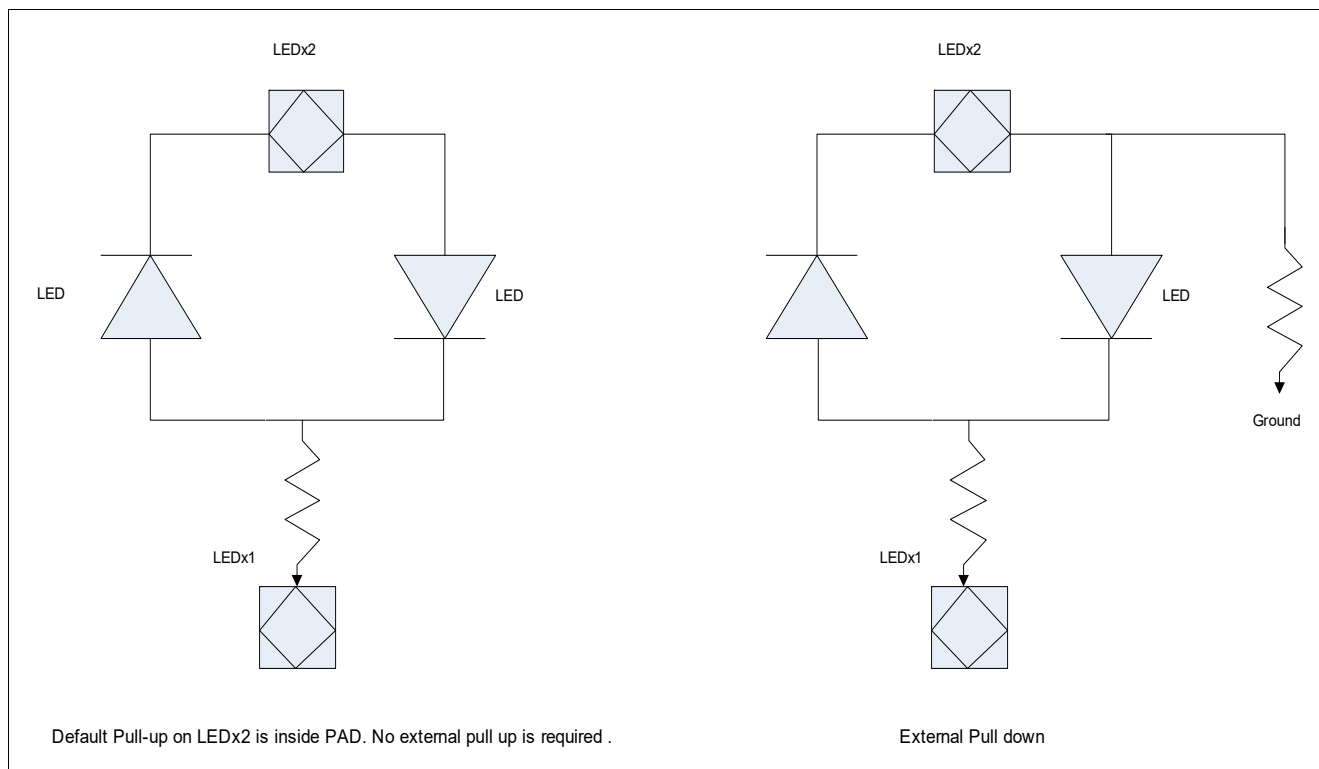 LEDx2
LED
LED
LEDx1
Default Pull-up on LEDx2 is inside PAD. No external pull up is required .
LEDx2
LED
Ground
LEDx1
External Pull down